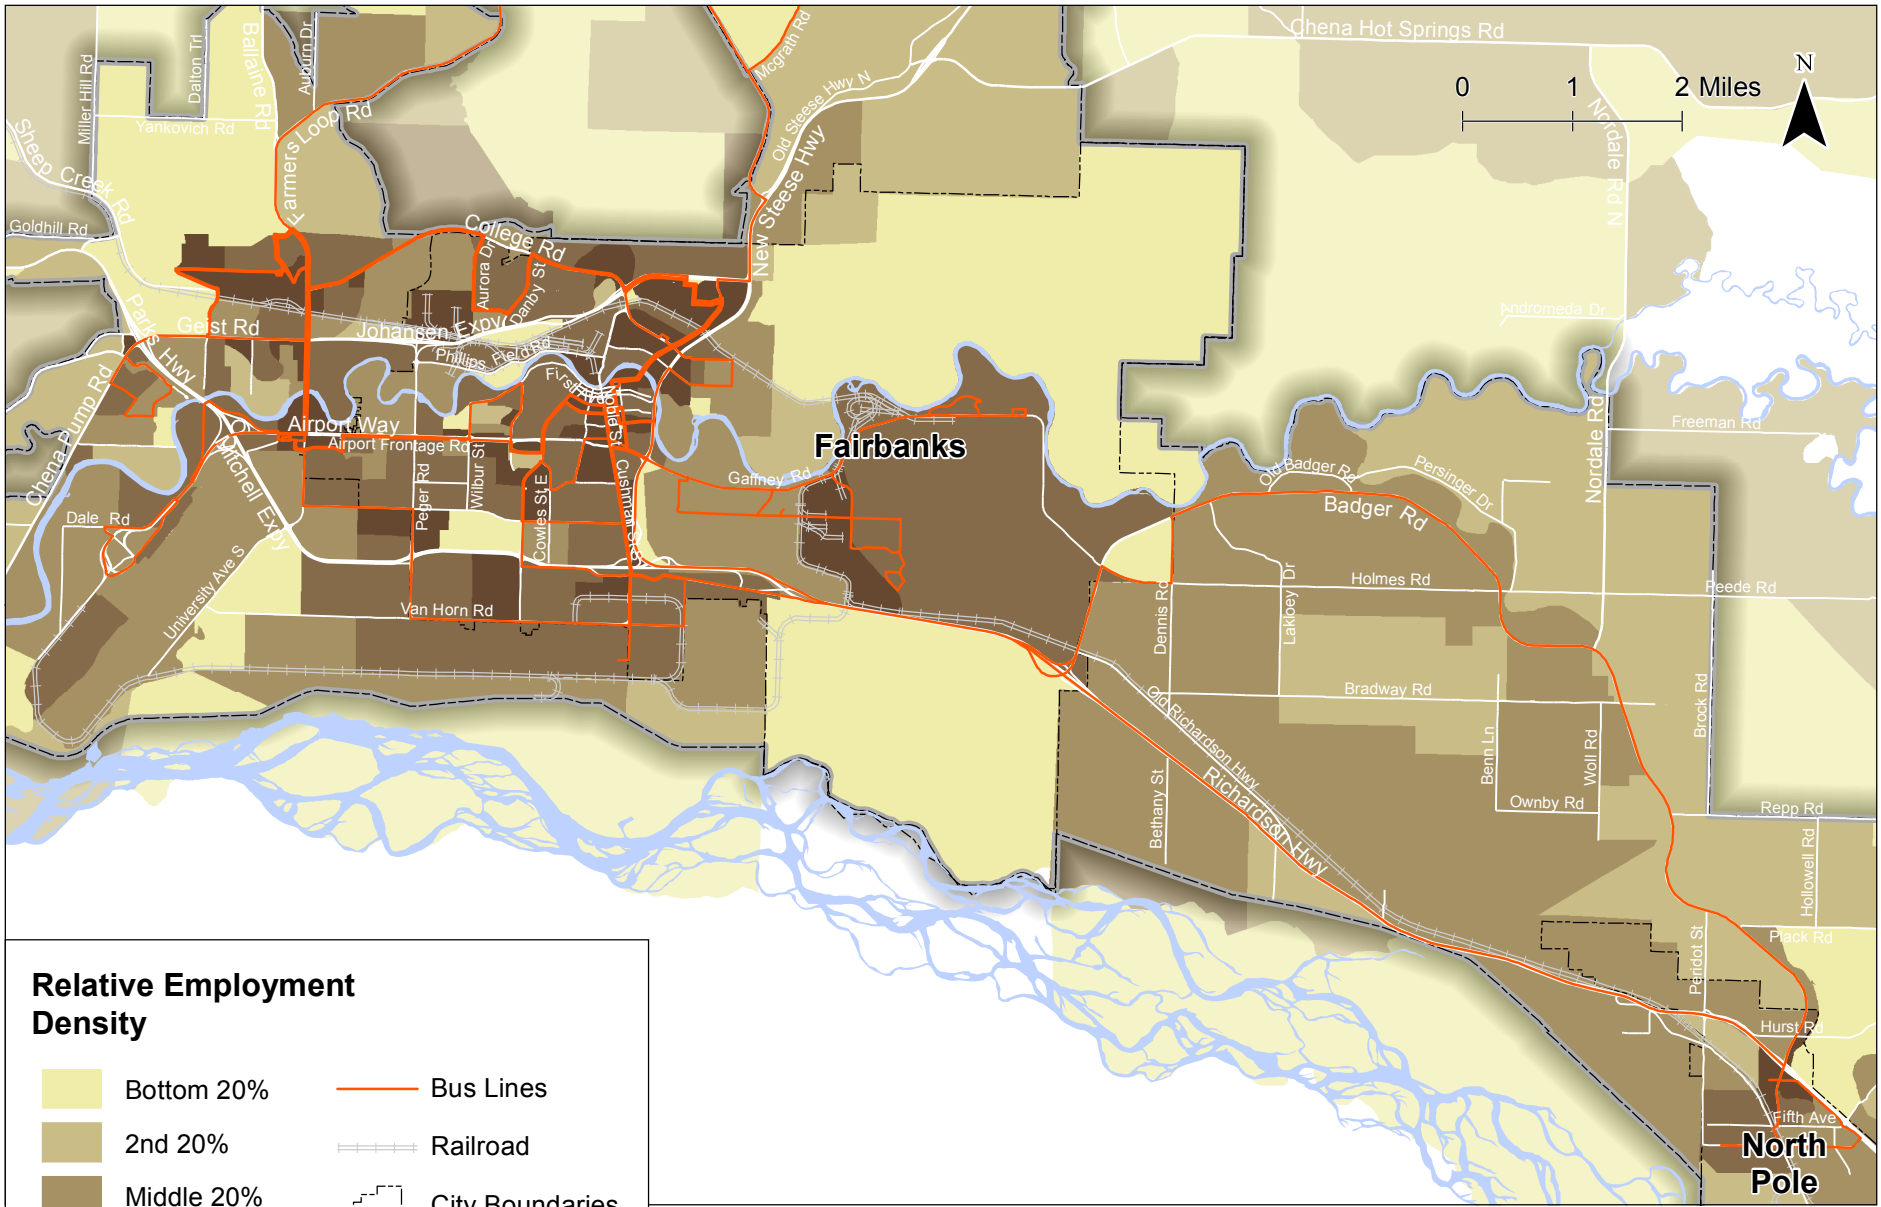 Chena Hot Springs Rd
0 1 2 Miles
N
Miller Hill Rd
Dalton Trl
Ballaine Rd
Auburn Dr
Mcgrath Rd
Old Steese Hwy N
Yankovich Rd
Farmers Loop Rd
Sheep Creek Rd
Goldhill Rd
New Steese Hwy
Nordale Rd N
College Rd
Aurora Dr
Danby St
Parks Hwy
Geist Rd
Johansen Expy
Phillips Field Rd
Andromeda Dr
First Ave
Noble St
Chena Pump Rd
Airport Way
Airport Frontage Rd
Fairbanks
Nordale Rd
Freeman Rd
Mitchell Expy
Peger Rd
Wilbur St
Cowles St E
Cushman St S
Gaffney Rd
Old Badger Rd
Persinger Dr
Badger Rd
Dale Rd
University Ave S
Van Horn Rd
Dennis Rd
Lakloey Dr
Holmes Rd
Peede Rd
Bradway Rd
Brock Rd
Old Richardson Hwy
Richardson Hwy
Bethany St
Benn Ln
Woll Rd
Ownby Rd
Repp Rd
Hollowell Rd
Plack Rd
Peridot St
Hurst Rd
Fifth Ave
North
Pole
Relative Employment
Density
Bottom 20%
Bus Lines
2nd 20%
Railroad
Middle 20%
City Boundaries